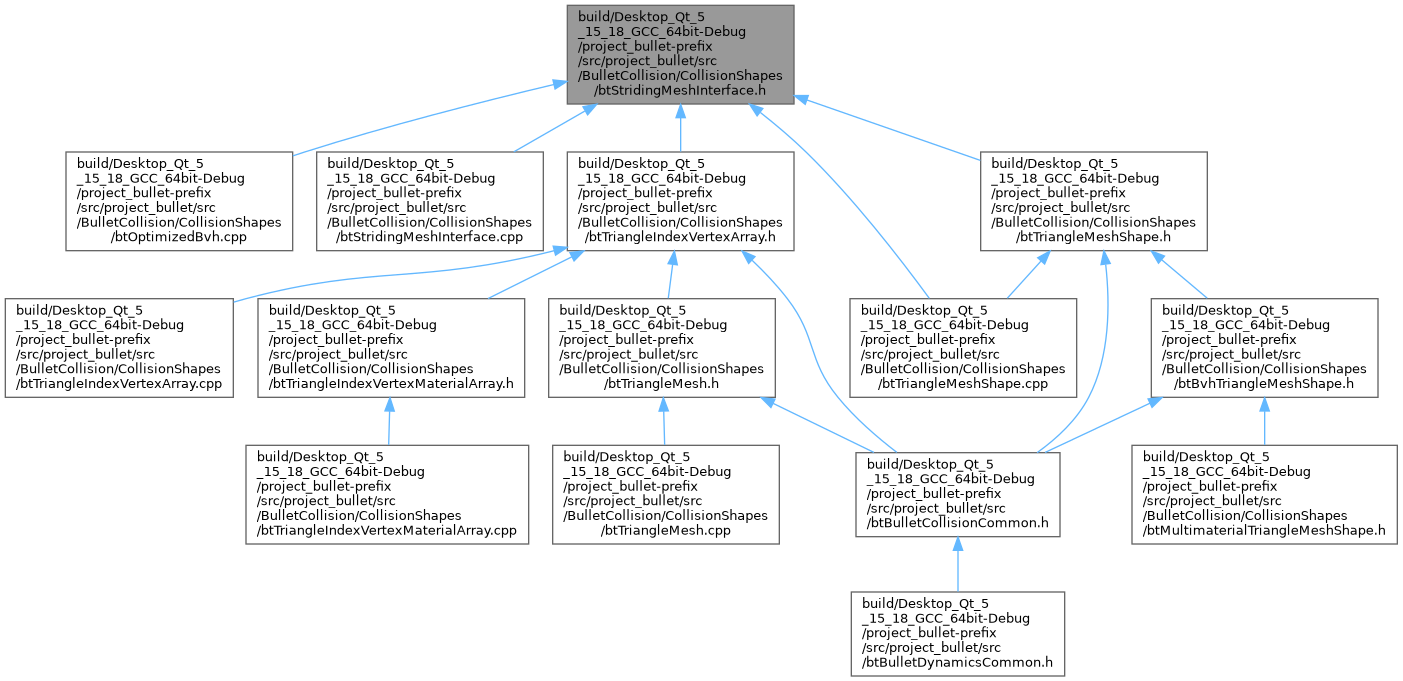 build/Desktop_Qt_5
_15_18_GCC_64bit-Debug
/project_bullet-prefix
/src/project_bullet/src
/BulletCollision/CollisionShapes
/btStridingMeshInterface.h
build/Desktop_Qt_5
_15_18_GCC_64bit-Debug
/project_bullet-prefix
/src/project_bullet/src
/BulletCollision/CollisionShapes
/btOptimizedBvh.cpp
build/Desktop_Qt_5
_15_18_GCC_64bit-Debug
/project_bullet-prefix
/src/project_bullet/src
/BulletCollision/CollisionShapes
/btStridingMeshInterface.cpp
build/Desktop_Qt_5
_15_18_GCC_64bit-Debug
/project_bullet-prefix
/src/project_bullet/src
/BulletCollision/CollisionShapes
/btTriangleIndexVertexArray.h
build/Desktop_Qt_5
_15_18_GCC_64bit-Debug
/project_bullet-prefix
/src/project_bullet/src
/BulletCollision/CollisionShapes
/btTriangleMeshShape.h
build/Desktop_Qt_5
_15_18_GCC_64bit-Debug
/project_bullet-prefix
/src/project_bullet/src
/BulletCollision/CollisionShapes
/btTriangleIndexVertexArray.cpp
build/Desktop_Qt_5
_15_18_GCC_64bit-Debug
/project_bullet-prefix
/src/project_bullet/src
/BulletCollision/CollisionShapes
/btTriangleIndexVertexMaterialArray.h
build/Desktop_Qt_5
_15_18_GCC_64bit-Debug
/project_bullet-prefix
/src/project_bullet/src
/BulletCollision/CollisionShapes
/btTriangleMesh.h
build/Desktop_Qt_5
_15_18_GCC_64bit-Debug
/project_bullet-prefix
/src/project_bullet/src
/BulletCollision/CollisionShapes
/btTriangleMeshShape.cpp
build/Desktop_Qt_5
_15_18_GCC_64bit-Debug
/project_bullet-prefix
/src/project_bullet/src
/BulletCollision/CollisionShapes
/btBvhTriangleMeshShape.h
build/Desktop_Qt_5
_15_18_GCC_64bit-Debug
/project_bullet-prefix
/src/project_bullet/src
/BulletCollision/CollisionShapes
/btTriangleIndexVertexMaterialArray.cpp
build/Desktop_Qt_5
_15_18_GCC_64bit-Debug
/project_bullet-prefix
/src/project_bullet/src
/BulletCollision/CollisionShapes
/btTriangleMesh.cpp
build/Desktop_Qt_5
_15_18_GCC_64bit-Debug
/project_bullet-prefix
/src/project_bullet/src
/btBulletCollisionCommon.h
build/Desktop_Qt_5
_15_18_GCC_64bit-Debug
/project_bullet-prefix
/src/project_bullet/src
/BulletCollision/CollisionShapes
/btMultimaterialTriangleMeshShape.h
build/Desktop_Qt_5
_15_18_GCC_64bit-Debug
/project_bullet-prefix
/src/project_bullet/src
/btBulletDynamicsCommon.h